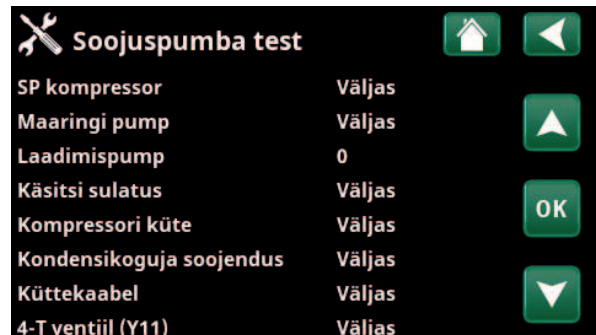 Soojuspumba test
SP kompressor Väljas
Maaringi pump Väljas
Laadimispump 0
Käsitsi sulatus Väljas
Kompressori küte Väljas
OK
Kondensikoguja soojendus Väljas
Küttekaabel Väljas
4-T ventiil (Y11) Väljas